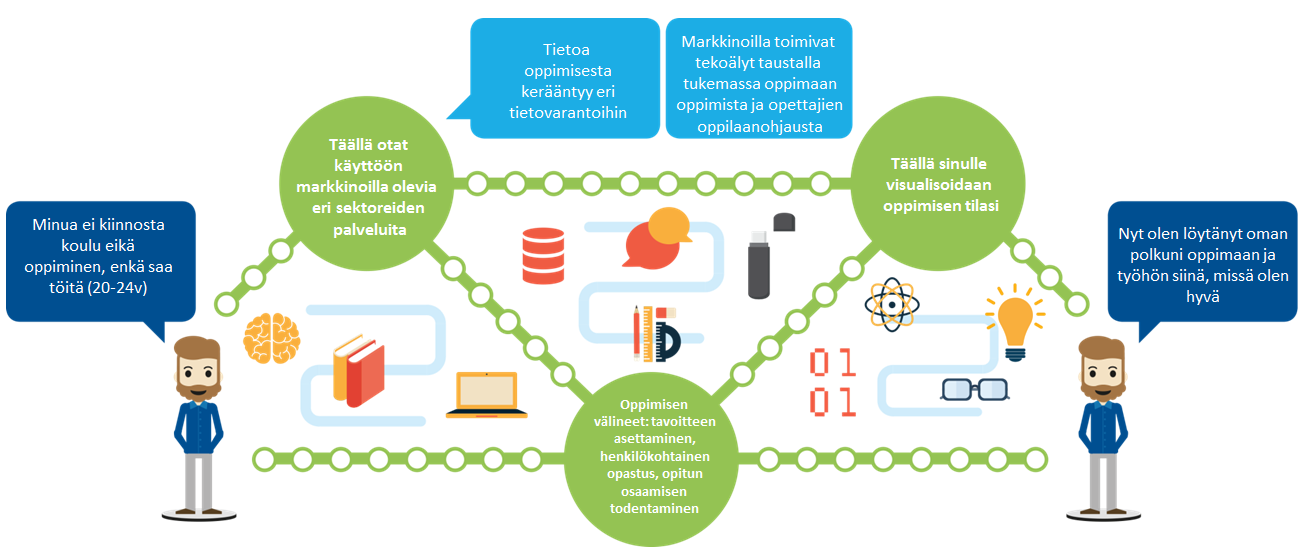 Tietoa
oppimisesta
kerääntyy eri
tietovarantoihin
Markkinoilla toimivat
tekoälyt taustalla
tukemassa oppimaan
oppimista ja opettajien
oppilaanohjausta
Täällä otat
käyttöön
markkinoilla olevia
eri sektoreiden
palveluita
Täällä sinulle
visualisoidaan
oppimisen tilasi
Minua ei kiinnosta
koulu eikä
oppiminen, enkä saa
töitä (20-24v)
Nyt olen löytänyt oman
polkuni oppimaan ja
työhön siinä, missä olen
hyvä
01
01
Oppimisen
välineet: tavoitteen
asettaminen,
henkilökohtainen
opastus, opitun
osaamisen
todentaminen